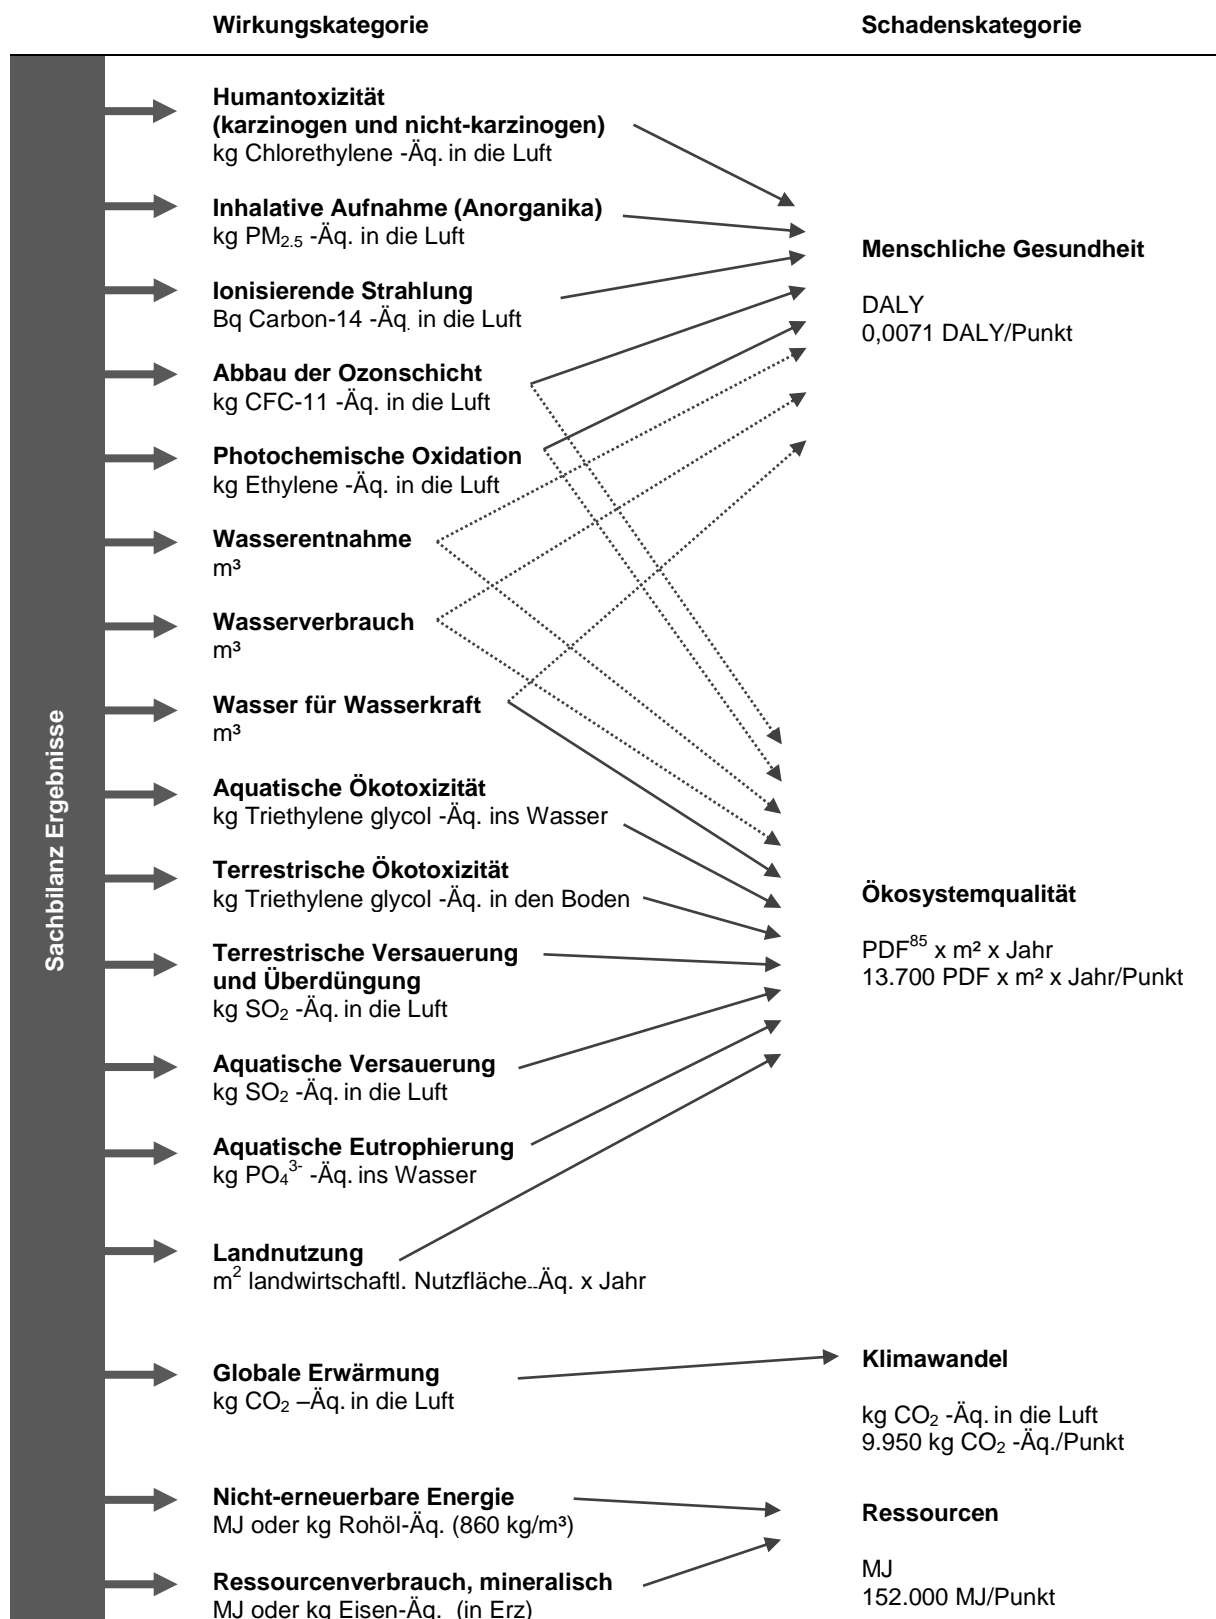 Wirkungskategorie
Schadenskategorie
Sachbilanz Ergebnisse
Humantoxizität
(karzinogen und nicht-karzinogen)
kg Chlorethylene -Äq. in die Luft
Inhalative Aufnahme (Anorganika)
kg PM₂.₅ -Äq. in die Luft
Ionisierende Strahlung
Bq Carbon-14 -Äq. in die Luft
Abbau der Ozonschicht
kg CFC-11 -Äq. in die Luft
Photochemische Oxidation
kg Ethylene -Äq. in die Luft
Wasserentnahme
m³
Wasserverbrauch
m³
Wasser für Wasserkraft
m³
Aquatische Ökotoxizität
kg Triethylene glycol -Äq. ins Wasser
Terrestrische Ökotoxizität
kg Triethylene glycol -Äq. in den Boden
Terrestrische Versauerung
und Überdüngung
kg SO₂ -Äq. in die Luft
Aquatische Versauerung
kg SO₂ -Äq. in die Luft
Aquatische Eutrophierung
kg PO₄³⁻ -Äq. ins Wasser
Landnutzung
m² landwirtschaftl. Nutzfläche--Äq. x Jahr
Globale Erwärmung
kg CO₂ –Äq. in die Luft
Nicht-erneuerbare Energie
MJ oder kg Rohöl-Äq. (860 kg/m³)
Ressourcenverbrauch, mineralisch
MJ oder kg Eisen-Äq. (in Erz)
Menschliche Gesundheit
DALY
0,0071 DALY/Punkt
Ökosystemqualität
PDF⁸⁵ x m² x Jahr
13.700 PDF x m² x Jahr/Punkt
Klimawandel
kg CO₂ -Äq. in die Luft
9.950 kg CO₂ -Äq./Punkt
Ressourcen
MJ
152.000 MJ/Punkt